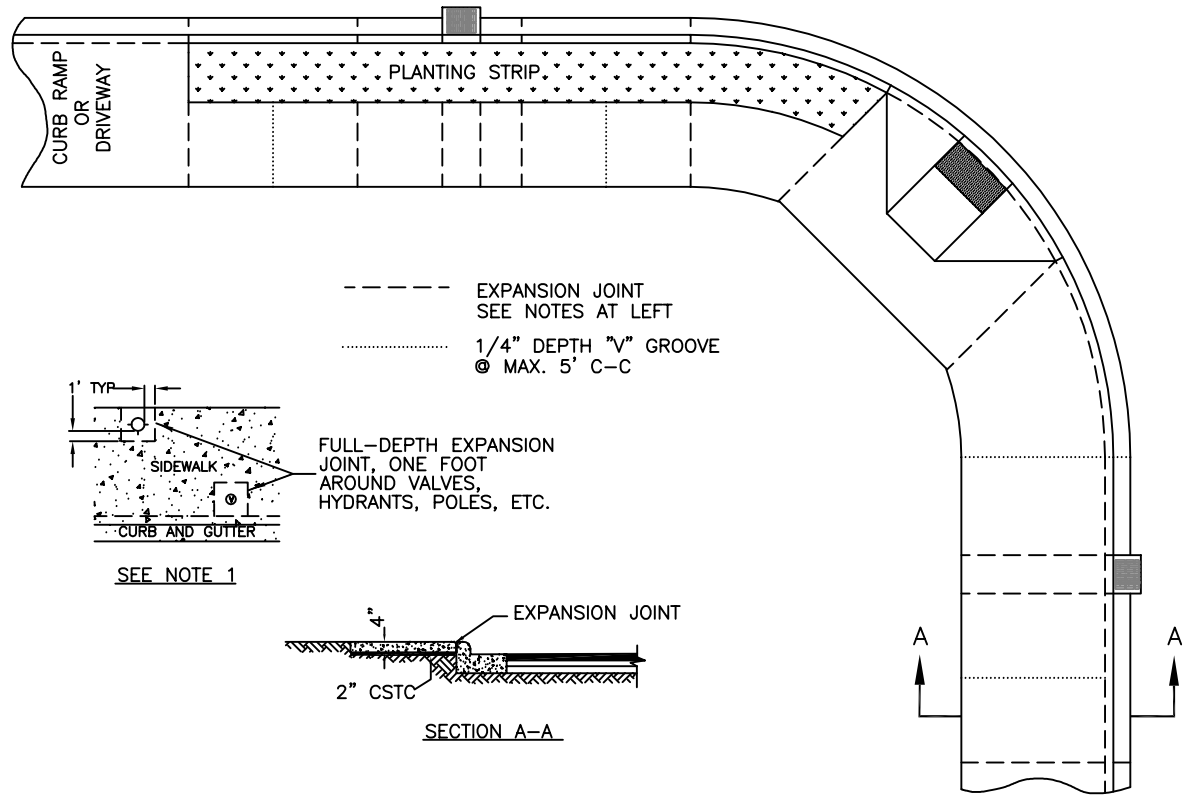 CURB RAMP
OR
DRIVEWAY
PLANTING STRIP
EXPANSION JOINT
SEE NOTES AT LEFT
1/4" DEPTH "V" GROOVE
@ MAX. 5' C-C
1' TYP
SIDEWALK
V
CURB AND GUTTER
FULL-DEPTH EXPANSION
JOINT, ONE FOOT
AROUND VALVES,
HYDRANTS, POLES, ETC.
SEE NOTE 1
4"
EXPANSION JOINT
2" CSTC
SECTION A-A
A
A